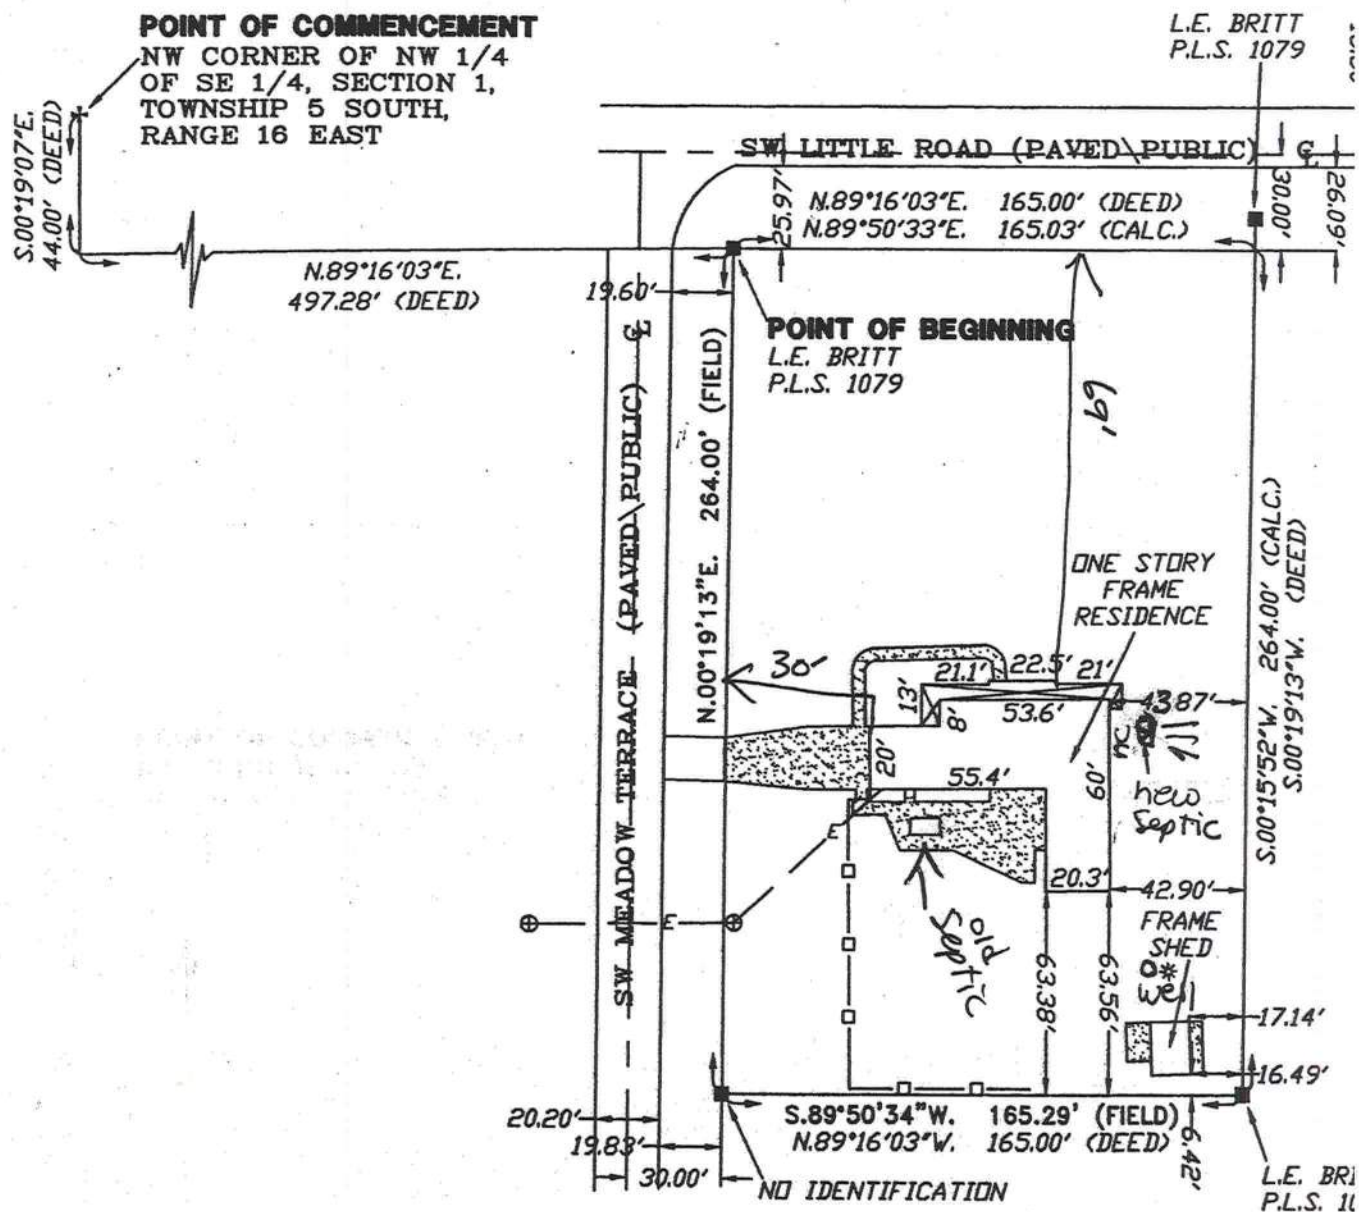 POINT OF COMMENCEMENT
NW CORNER OF NW 1/4
OF SE 1/4, SECTION 1,
TOWNSHIP 5 SOUTH,
RANGE 16 EAST
S.00°19'07"E.
44.00' (DEED)
N.89°16'03"E.
497.28' (DEED)
L.E. BRITT
P.L.S. 1079
SW LITTLE ROAD (PAVED\PUBLIC) ℄
N.89°16'03"E. 165.00' (DEED)
N.89°50'33"E. 165.03' (CALC.)
25.97'
30.00'
26.09'
19.60'
POINT OF BEGINNING
L.E. BRITT
P.L.S. 1079
SW MEADOW TERRACE (PAVED\PUBLIC) ℄
N.00°19'13"E. 264.00' (FIELD)
69'
S.00°15'52"W. 264.00' (CALC.)
S.00°19'13"W. (DEED)
ONE STORY
FRAME
RESIDENCE
30'
21.1'
22.5'
21'
13'
8'
53.6'
43.87'
AC
20'
55.4'
60'
new
septic
E
20.3'
42.90'
E
old
septic
FRAME
SHED
well
63.38'
63.56'
17.14'
16.49'
S.89°50'34"W. 165.29' (FIELD)
N.89°16'03"W. 165.00' (DEED)
6.42'
20.20'
19.83'
30.00'
NO IDENTIFICATION
L.E. BRI
P.L.S. 10